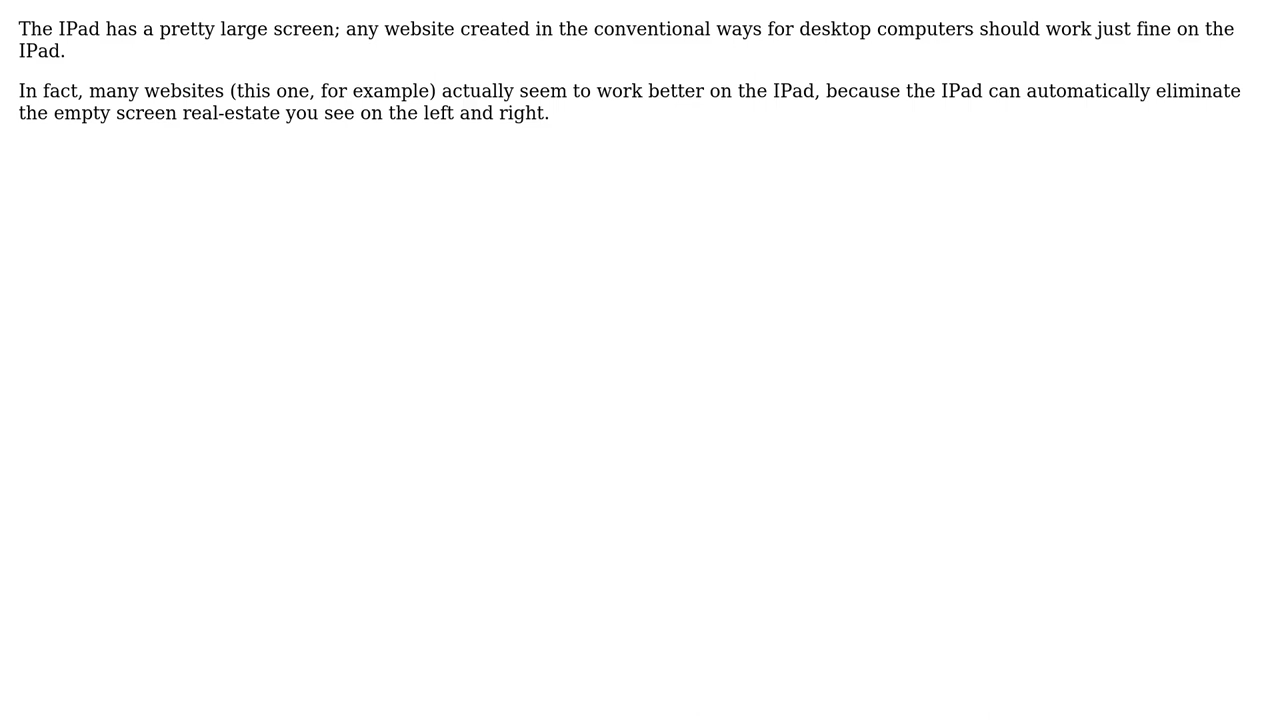 The IPad has a pretty large screen; any website created in the conventional ways for desktop computers should work just fine on the
IPad.
In fact, many websites (this one, for example) actually seem to work better on the IPad, because the IPad can automatically eliminate
the empty screen real-estate you see on the left and right.